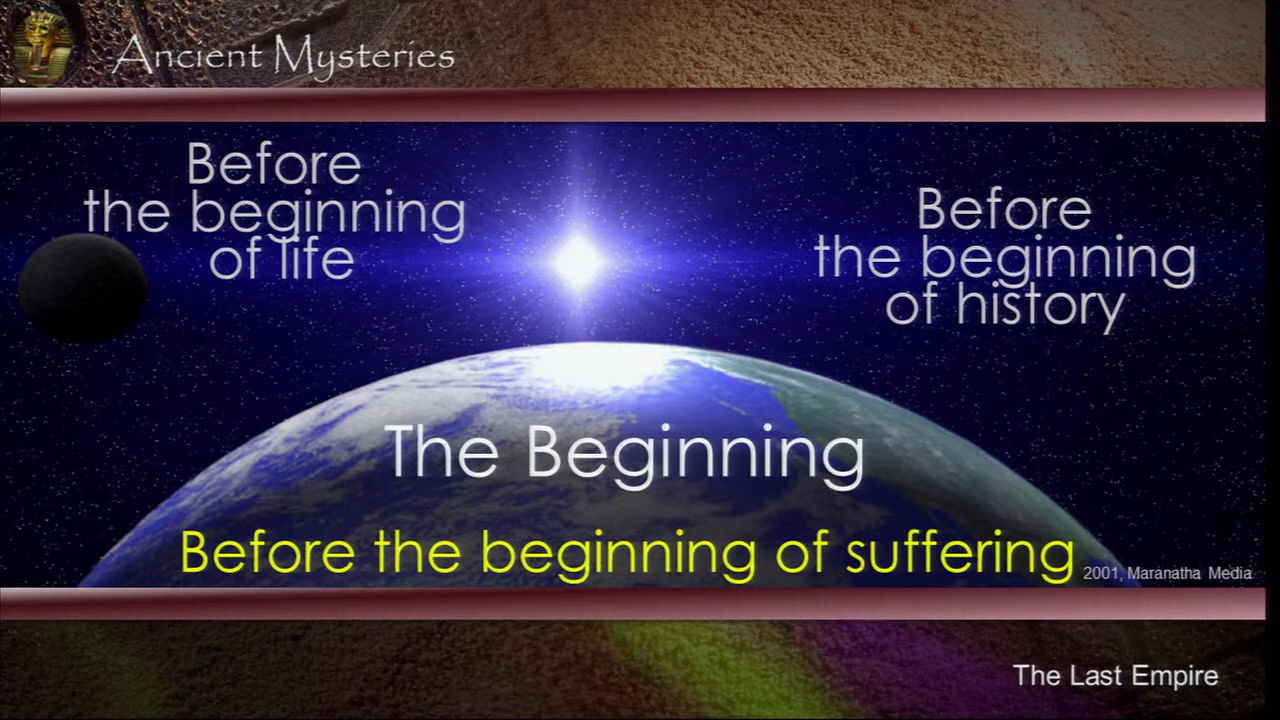 Ancient Mysteries
Before
the beginning
of life
Before
the beginning
of history
The Beginning
Before the beginning of suffering
2001, Maranatha Media
The Last Empire